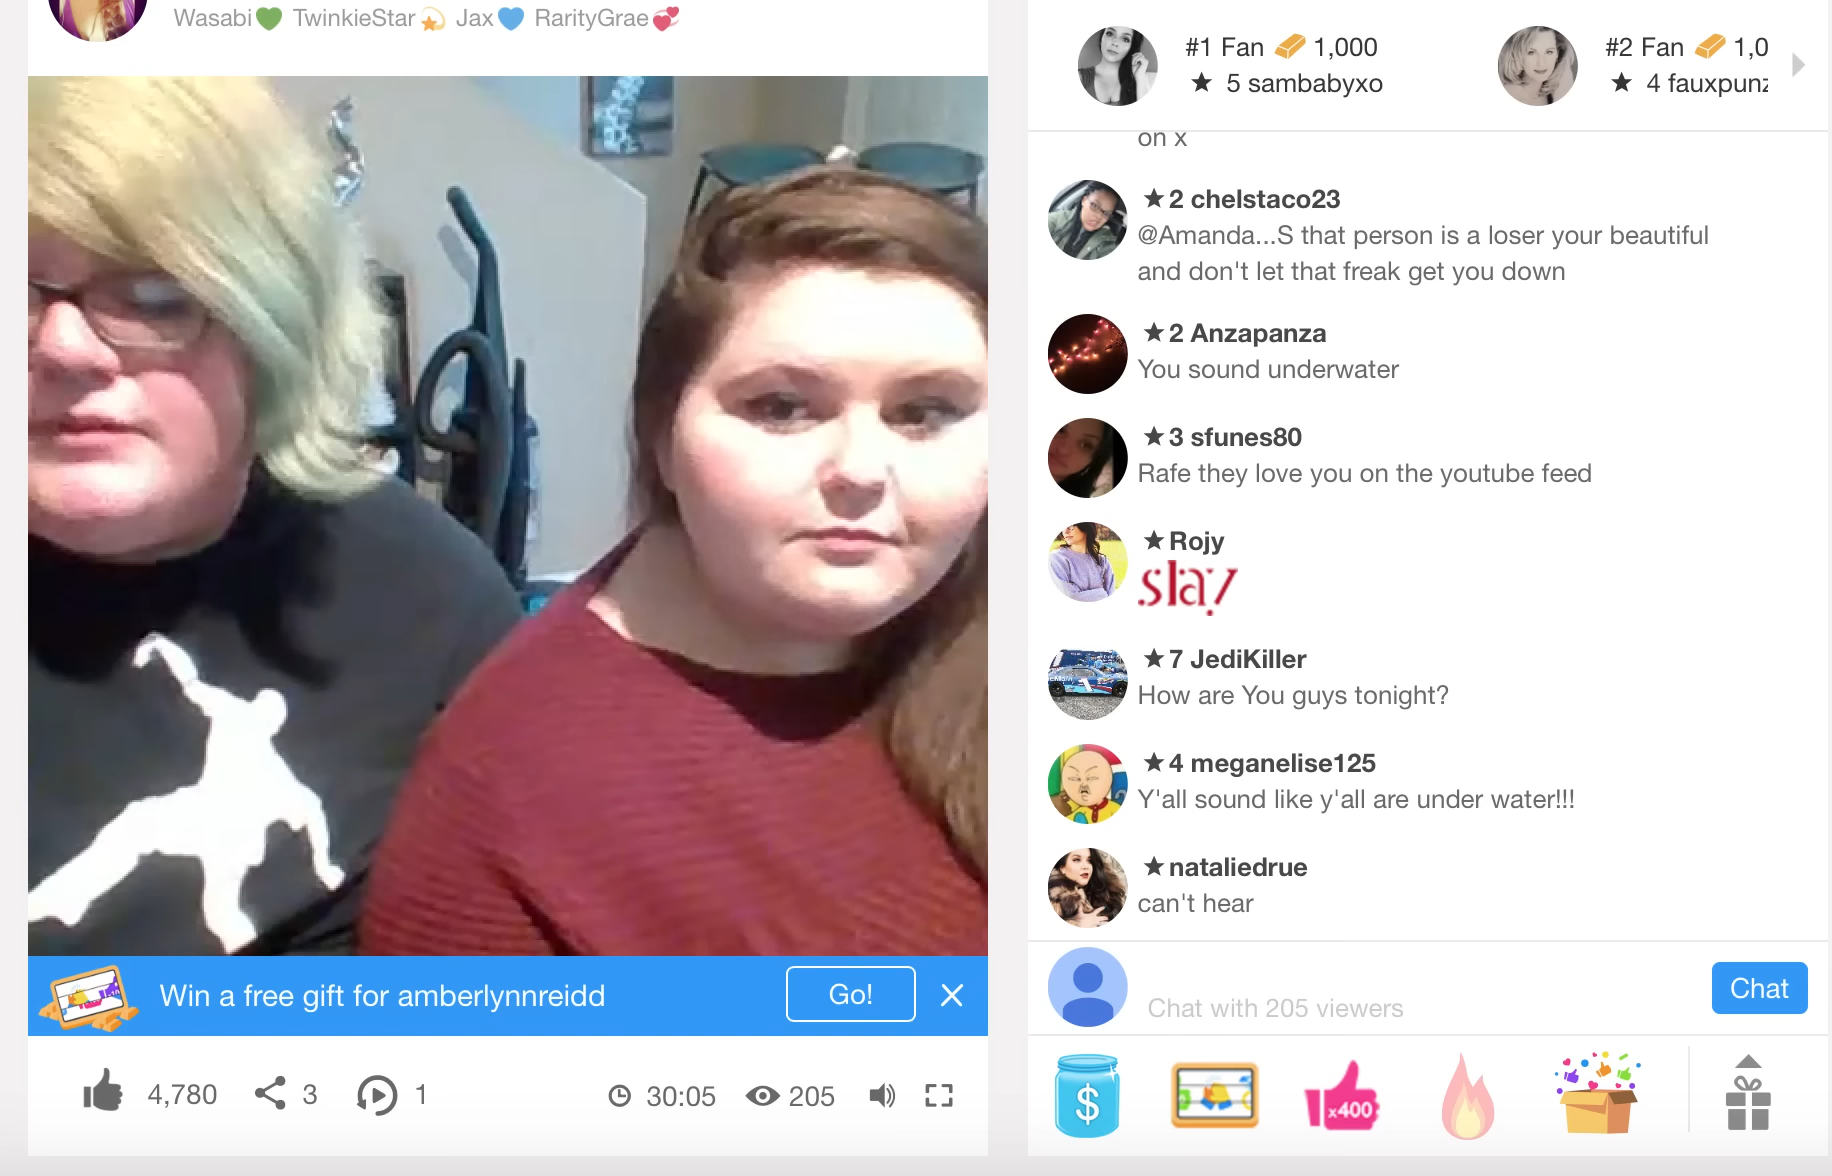 Wasabi💚 TwinkieStar💫 Jax💙 RarityGrae💞
Win a free gift for amberlynnreidd
Go!
4,780
3
1
30:05
205
#1 Fan 1,000
★ 5 sambabyxo
#2 Fan 1,0
★ 4 fauxpunz
on x
★2 chelstaco23
@Amanda...S that person is a loser your beautiful
and don't let that freak get you down
★2 Anzapanza
You sound underwater
★3 sfunes80
Rafe they love you on the youtube feed
★Rojy
slay
★7 JediKiller
How are You guys tonight?
★4 meganelise125
Y'all sound like y'all are under water!!!
★nataliedrue
can't hear
Chat with 205 viewers
Chat
$
x400